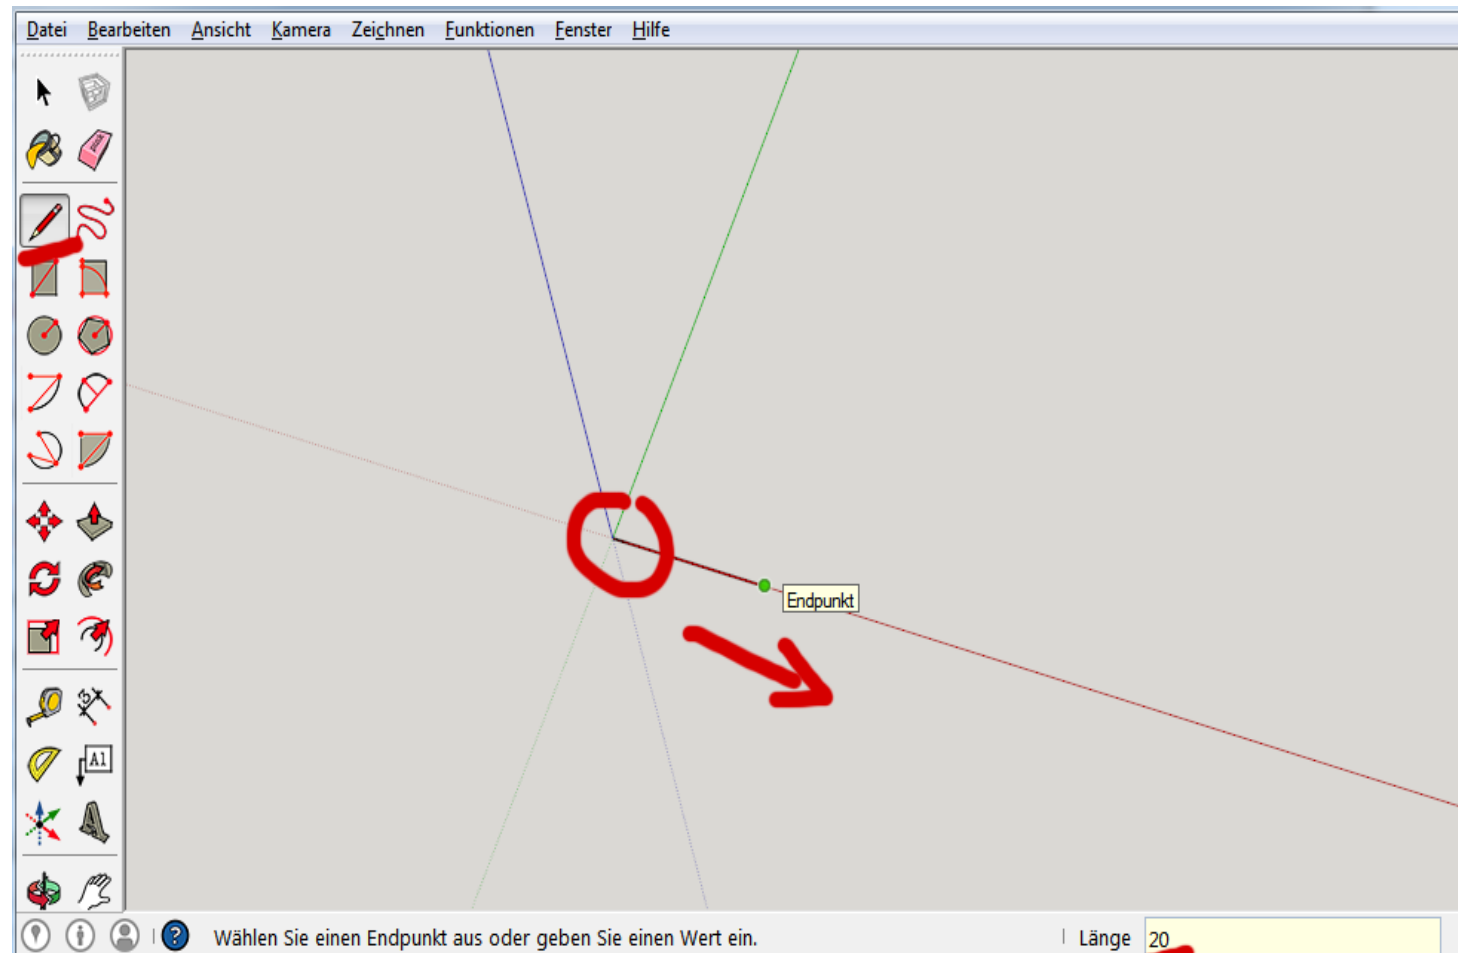 Datei Bearbeiten Ansicht Kamera Zeichnen Funktionen Fenster Hilfe
A1
Endpunkt
Wählen Sie einen Endpunkt aus oder geben Sie einen Wert ein. Länge 20